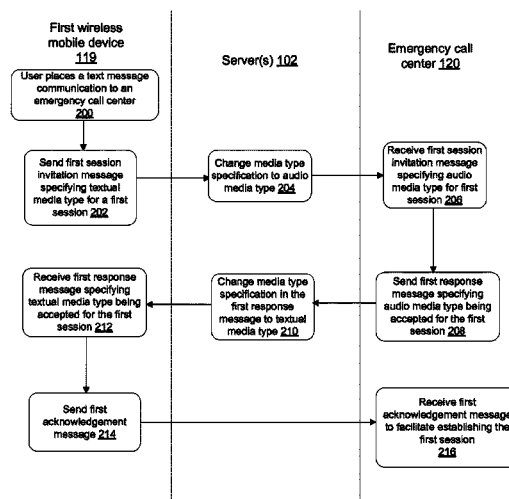 First wireless
mobile device
119
Server(s) 102
Emergency call
center 120
User places a text message
communication to an
emergency call center
200
Send first session
invitation message
specifying textual
media type for a first
session 202
Change media type
specification to audio
media type 204
Receive first session
invitation message
specifying audio
media type for first
session 206
Receive first response
message specifying
textual media type being
accepted for the first
session 212
Change media type
specification in the
first response
message to textual
media type 210
Send first response
message specifying
audio media type being
accepted for the first
session 208
Send first
acknowledgement
message 214
Receive first
acknowledgement message
to facilitate establishing the
first session
216